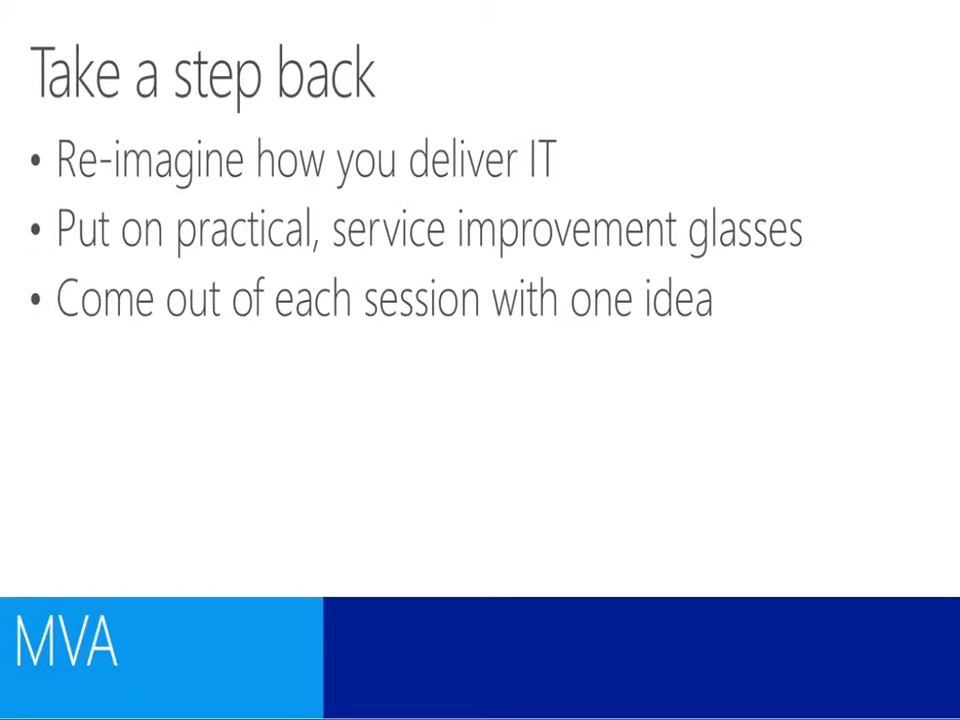 Take a step back
• Re-imagine how you deliver IT
• Put on practical, service improvement glasses
• Come out of each session with one idea
MVA